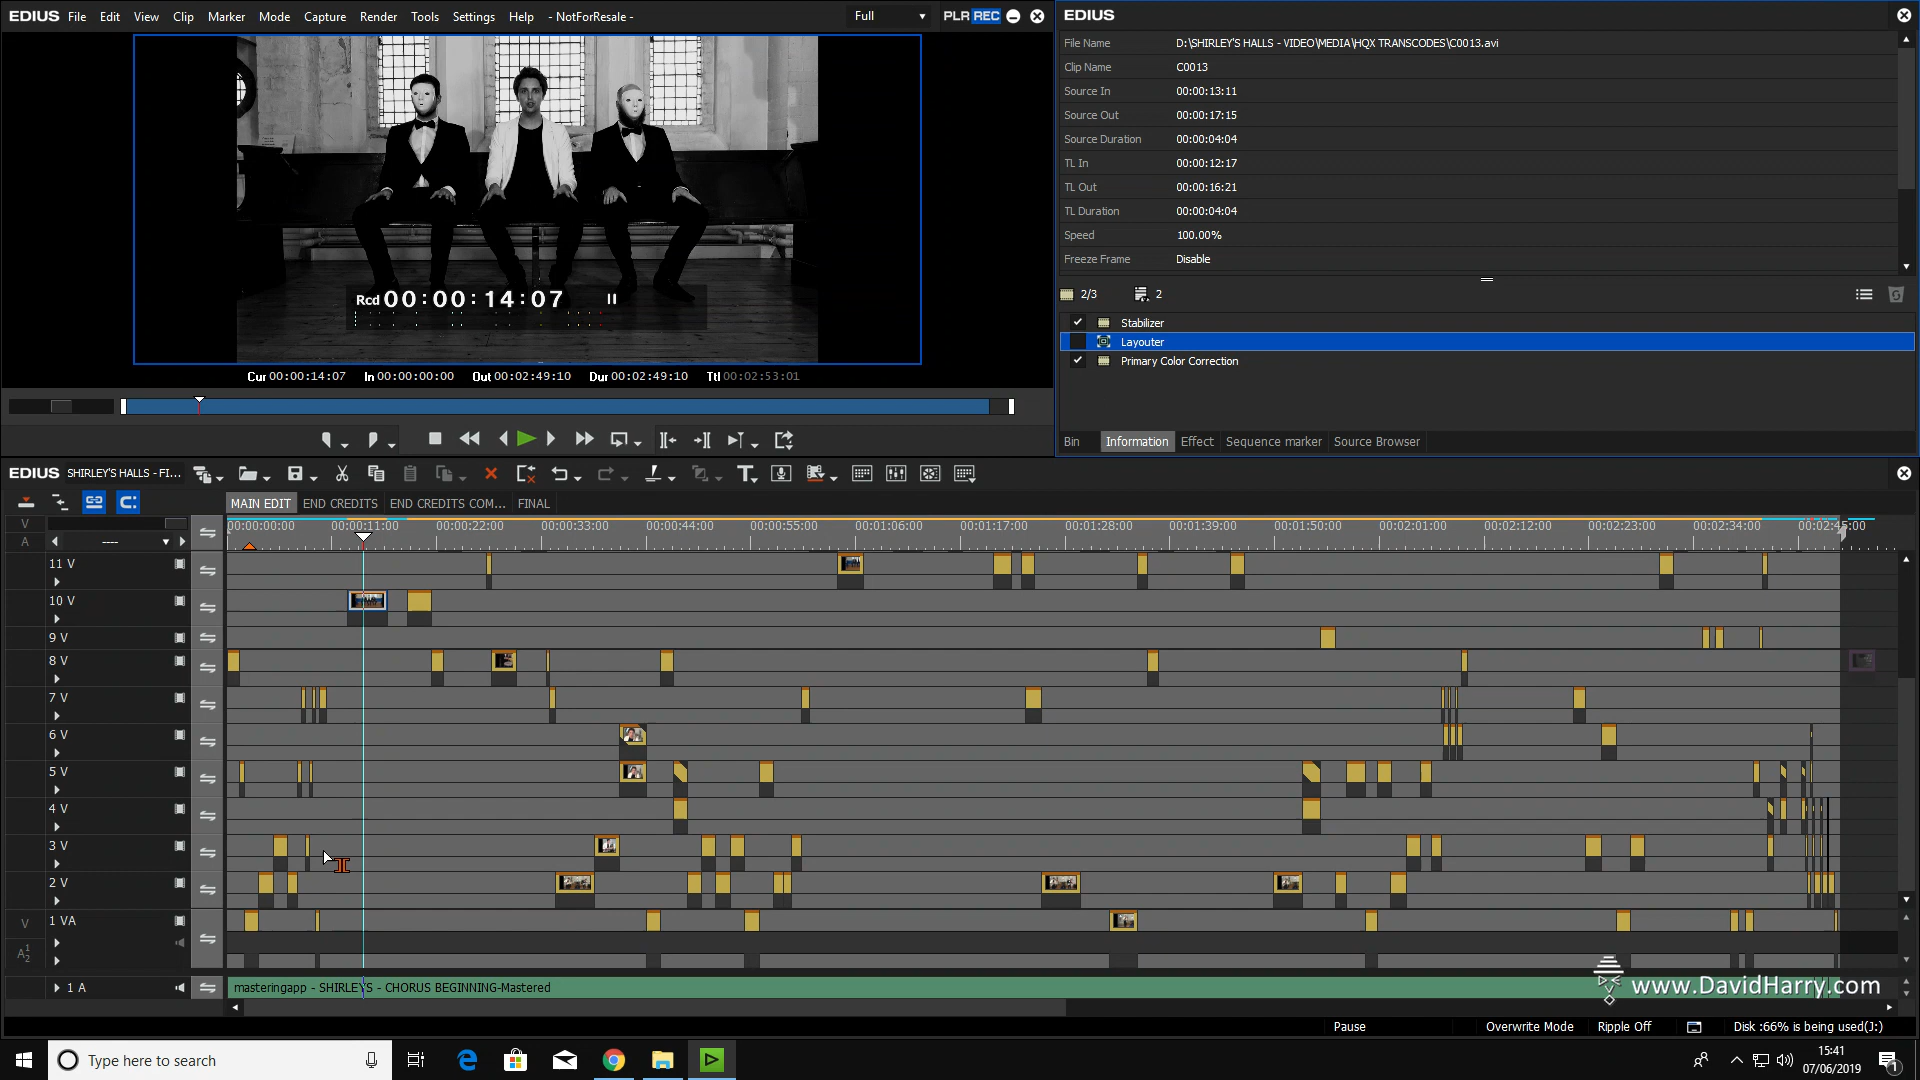 EDIUS File Edit View Clip Marker Mode Capture Render Tools Settings Help - NotForResale - Full PLR REC
Rcd 00:00:14:07
Cur 00:00:14:07 In 00:00:00:00 Out 00:02:49:10 Dur 00:02:49:10 Ttl 00:02:53:01
EDIUS
File Name D:\SHIRLEY'S HALLS - VIDEO\MEDIA\HQX TRANSCODES\C0013.avi
Clip Name C0013
Source In 00:00:13:11
Source Out 00:00:17:15
Source Duration 00:00:04:04
TL In 00:00:12:17
TL Out 00:00:16:21
TL Duration 00:00:04:04
Speed 100.00%
Freeze Frame Disable
2/3 2
Stabilizer
Layouter
Primary Color Correction
Bin Information Effect Sequence marker Source Browser
EDIUS SHIRLEY'S HALLS - FI...
MAIN EDIT END CREDITS END CREDITS COM... FINAL
V 00:00:00:00 00:00:11:00 00:00:22:00 00:00:33:00 00:00:44:00 00:00:55:00 00:01:06:00 00:01:17:00 00:01:28:00 00:01:39:00 00:01:50:00 00:02:01:00 00:02:12:00 00:02:23:00 00:02:34:00 00:02:45:00
A ----
11 V
10 V
9 V
8 V
7 V
6 V
5 V
4 V
3 V
2 V
V 1 VA
A 1 2
1 A masteringapp - SHIRLEYS - CHORUS BEGINNING-Mastered
www.DavidHarry.com
Pause Overwrite Mode Ripple Off Disk :66% is being used(J:)
Type here to search
15:41
07/06/2019
1